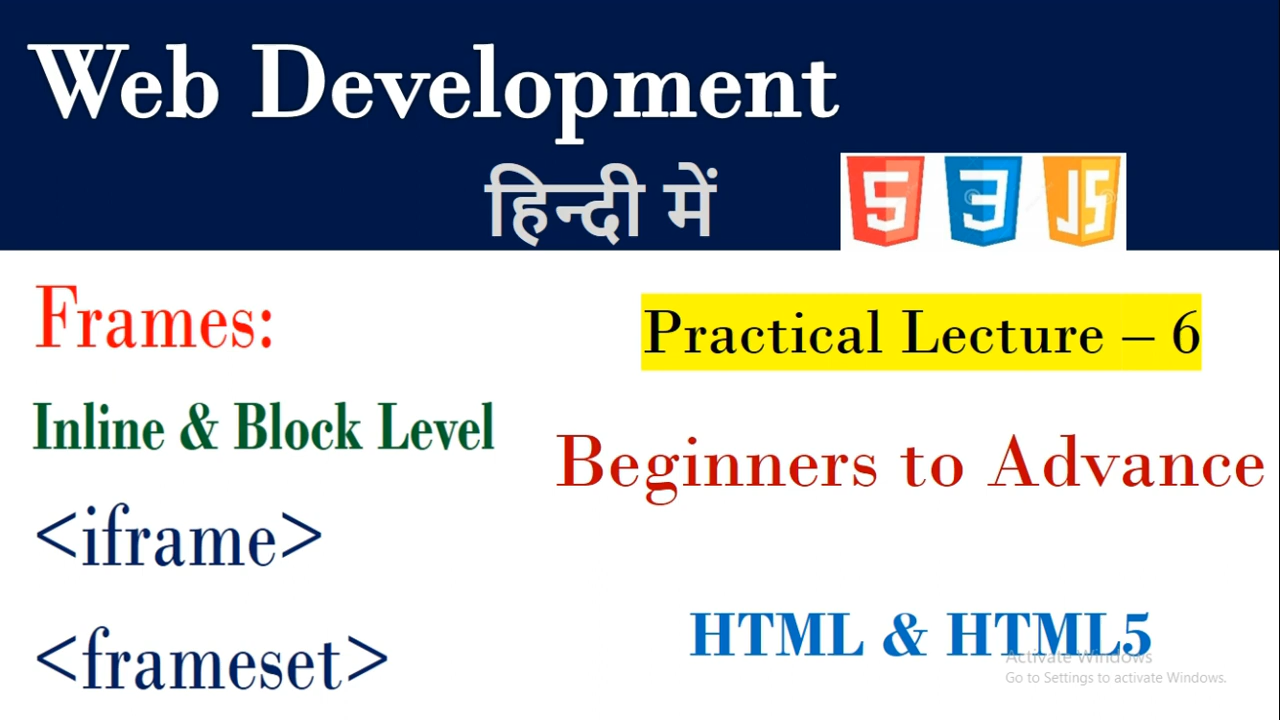 Web Development
हिन्दी में
5 3 JS
Frames:
Practical Lecture – 6
Inline & Block Level
Beginners to Advance
<iframe>
HTML & HTML5
<frameset>
Activate Windows
Go to Settings to activate Windows.